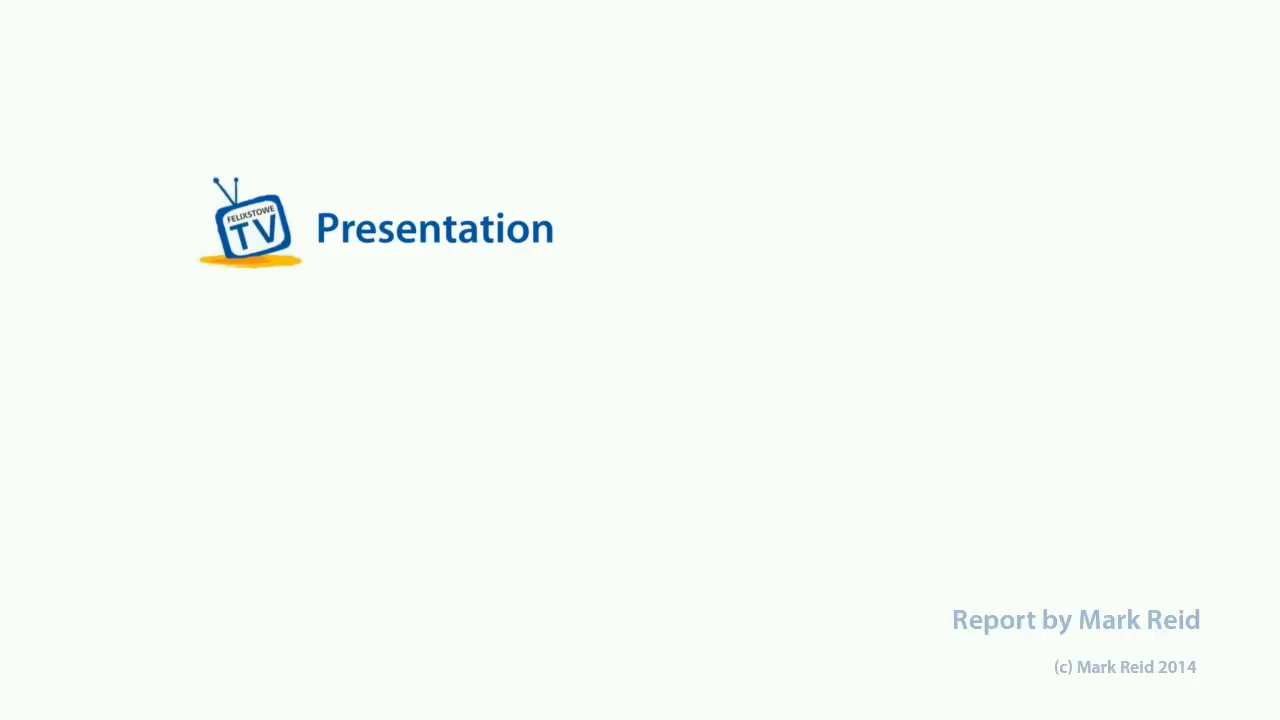 FELIXSTOWE
TV
Presentation
Report by Mark Reid
(c) Mark Reid 2014